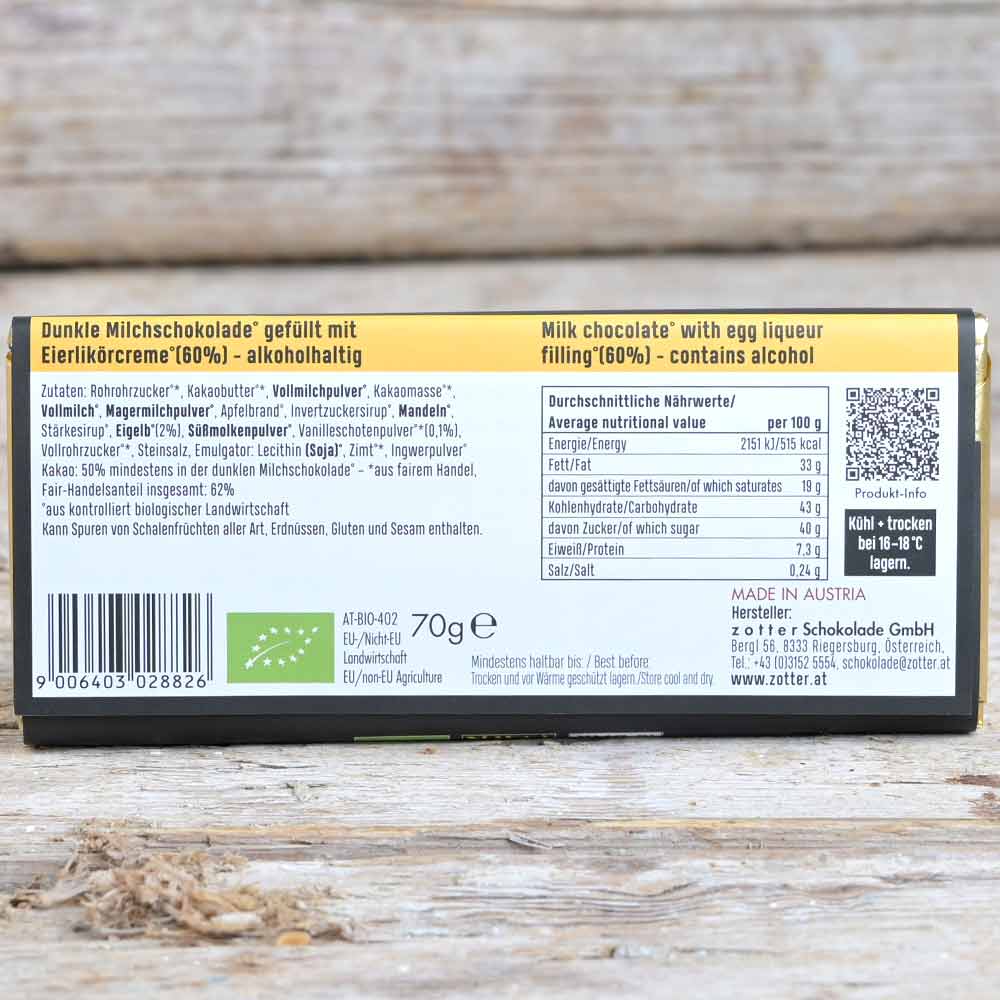 Dunkle Milchschokolade° gefüllt mit
Eierlikörcreme°(60%) - alkoholhaltig
Zutaten: Rohrohrzucker°*, Kakaobutter°*, Vollmilchpulver°, Kakaomasse°*,
Vollmilch°, Magermilchpulver°, Apfelbrand°, Invertzuckersirup°, Mandeln°,
Stärkesirup°, Eigelb°(2%), Süßmolkenpulver°, Vanilleschotenpulver°*(0,1%),
Vollrohrzucker°*, Steinsalz, Emulgator: Lecithin (Soja)°, Zimt°*, Ingwerpulver°
Kakao: 50% mindestens in der dunklen Milchschokolade° - *aus fairem Handel,
Fair-Handelsanteil insgesamt: 62%
°aus kontrolliert biologischer Landwirtschaft
Kann Spuren von Schalenfrüchten aller Art, Erdnüssen, Gluten und Sesam enthalten.
9 006403 028826
AT-BIO-402
EU-/Nicht-EU
Landwirtschaft
EU/non-EU Agriculture
70g e
Milk chocolate° with egg liqueur
filling°(60%) - contains alcohol
Durchschnittliche Nährwerte/
Average nutritional value per 100 g
Energie/Energy 2151 kJ/515 kcal
Fett/Fat 33 g
davon gesättigte Fettsäuren/of which saturates 19 g
Kohlenhydrate/Carbohydrate 43 g
davon Zucker/of which sugar 40 g
Eiweiß/Protein 7,3 g
Salz/Salt 0,24 g
Produkt-Info
Kühl + trocken
bei 16-18°C
lagern.
Mindestens haltbar bis: / Best before:
Trocken und vor Wärme geschützt lagern./Store cool and dry.
MADE IN AUSTRIA
Hersteller:
zotter Schokolade GmbH
Bergl 56, 8333 Riegersburg, Österreich,
Tel.: +43 (0)3152 5554, schokolade@zotter.at
www.zotter.at